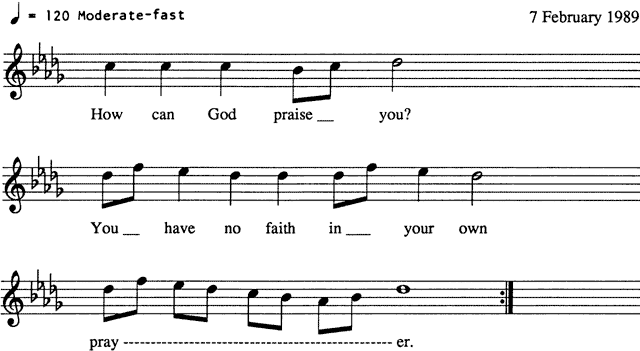 ♩ = 120 Moderate-fast 7 February 1989
How can God praise __ you?
You __ have no faith in ___ your own
pray ------------------------------------------------- er.